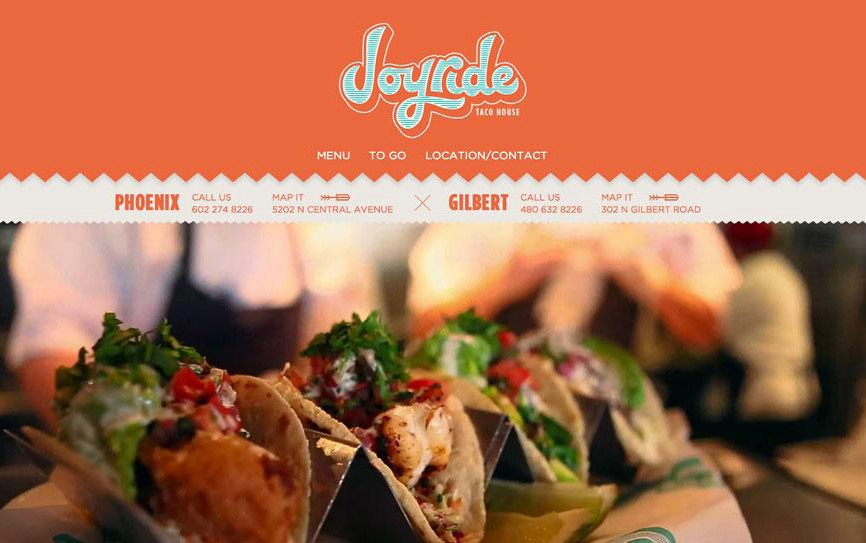 Joyride
TACO HOUSE
MENU TO GO LOCATION/CONTACT
PHOENIX CALL US MAP IT GILBERT CALL US MAP IT
602 274 8226 5202 N CENTRAL AVENUE 480 632 8226 302 N GILBERT ROAD